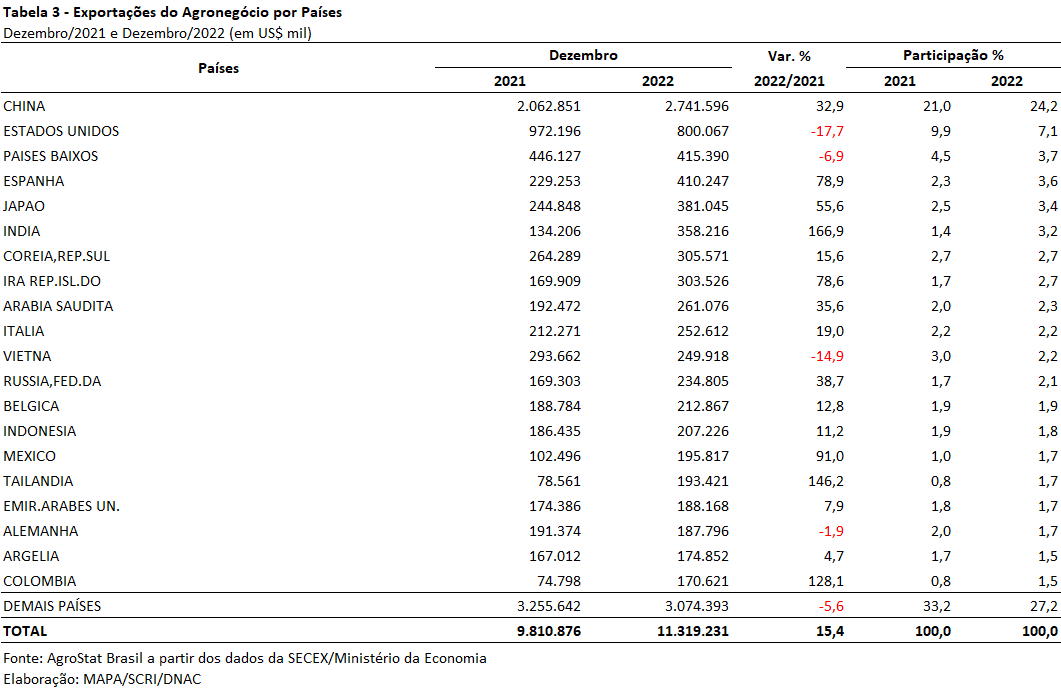 Tabela 3 - Exportações do Agronegócio por Países
Dezembro/2021 e Dezembro/2022 (em US$ mil)
Países Dezembro Var. % Participação %
2021 2022 2022/2021 2021 2022
CHINA 2.062.851 2.741.596 32,9 21,0 24,2
ESTADOS UNIDOS 972.196 800.067 -17,7 9,9 7,1
PAISES BAIXOS 446.127 415.390 -6,9 4,5 3,7
ESPANHA 229.253 410.247 78,9 2,3 3,6
JAPAO 244.848 381.045 55,6 2,5 3,4
INDIA 134.206 358.216 166,9 1,4 3,2
COREIA,REP.SUL 264.289 305.571 15,6 2,7 2,7
IRA REP.ISL.DO 169.909 303.526 78,6 1,7 2,7
ARABIA SAUDITA 192.472 261.076 35,6 2,0 2,3
ITALIA 212.271 252.612 19,0 2,2 2,2
VIETNA 293.662 249.918 -14,9 3,0 2,2
RUSSIA,FED.DA 169.303 234.805 38,7 1,7 2,1
BELGICA 188.784 212.867 12,8 1,9 1,9
INDONESIA 186.435 207.226 11,2 1,9 1,8
MEXICO 102.496 195.817 91,0 1,0 1,7
TAILANDIA 78.561 193.421 146,2 0,8 1,7
EMIR.ARABES UN. 174.386 188.168 7,9 1,8 1,7
ALEMANHA 191.374 187.796 -1,9 2,0 1,7
ARGELIA 167.012 174.852 4,7 1,7 1,5
COLOMBIA 74.798 170.621 128,1 0,8 1,5
DEMAIS PAÍSES 3.255.642 3.074.393 -5,6 33,2 27,2
TOTAL 9.810.876 11.319.231 15,4 100,0 100,0
Fonte: AgroStat Brasil a partir dos dados da SECEX/Ministério da Economia
Elaboração: MAPA/SCRI/DNAC